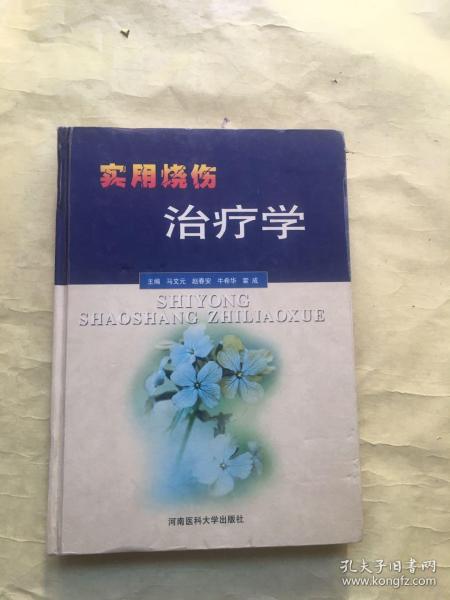 实用烧伤
治疗学
主编 马文元 赵春安 牛希华 雷成
SHIYONG
SHAOSHANG ZHILIAOXUE
河南医科大学出版社
孔夫子旧书网
www.kongfz.com